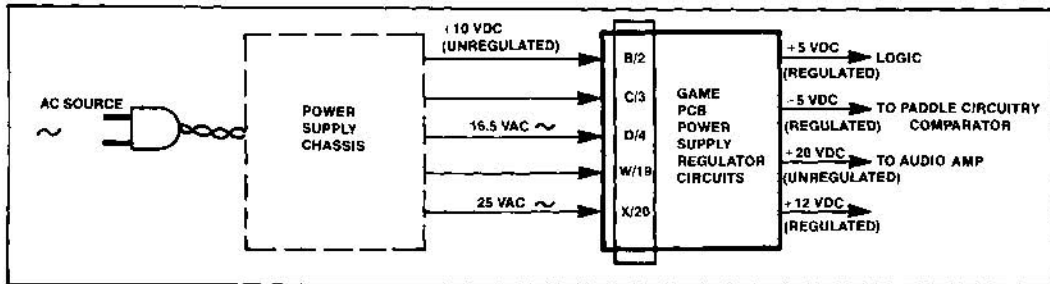 AC SOURCE
~
POWER
SUPPLY
CHASSIS
+10 VDC
(UNREGULATED)
16.5 VAC ~
25 VAC ~
B/2
C/3
D/4
W/19
X/20
GAME
PCB
POWER
SUPPLY
REGULATOR
CIRCUITS
+5 VDC
(REGULATED)
LOGIC
-5 VDC
(REGULATED)
TO PADDLE CIRCUITRY
COMPARATOR
+20 VDC
(UNREGULATED)
TO AUDIO AMP
+12 VDC
(REGULATED)